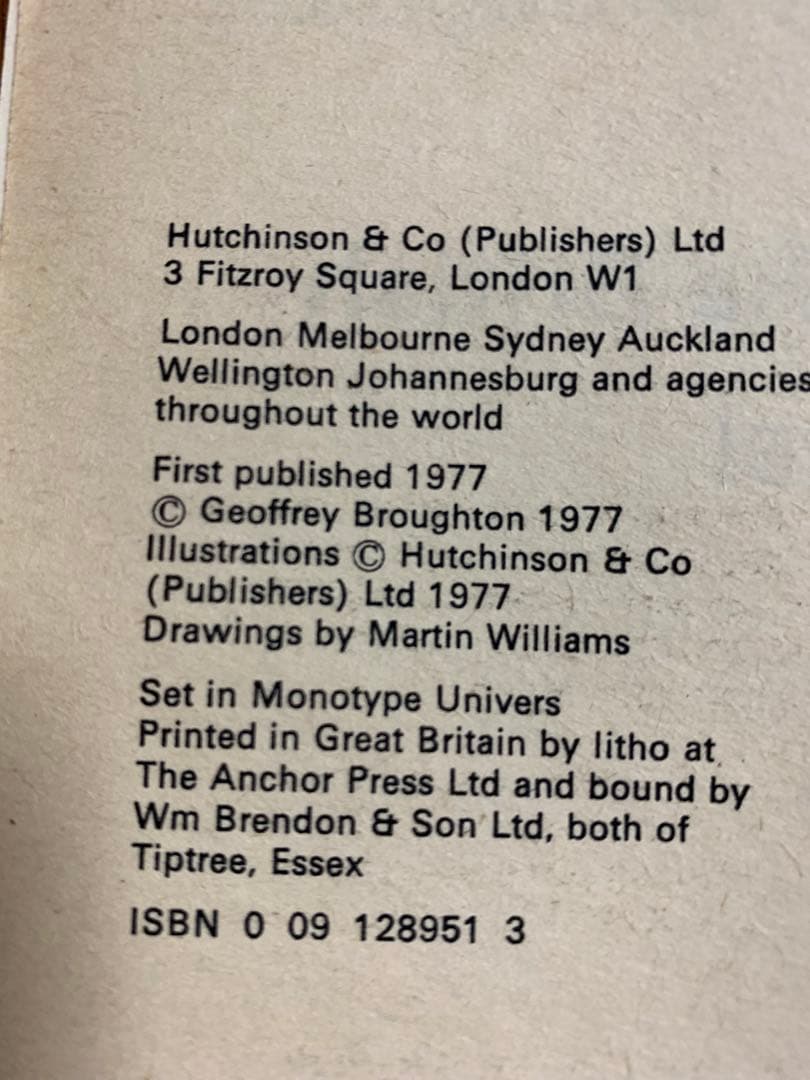 Hutchinson & Co (Publishers) Ltd
3 Fitzroy Square, London W1
London Melbourne Sydney Auckland
Wellington Johannesburg and agencies
throughout the world
First published 1977
© Geoffrey Broughton 1977
Illustrations © Hutchinson & Co
(Publishers) Ltd 1977
Drawings by Martin Williams
Set in Monotype Univers
Printed in Great Britain by litho at
The Anchor Press Ltd and bound by
Wm Brendon & Son Ltd, both of
Tiptree, Essex
ISBN 0 09 128951 3